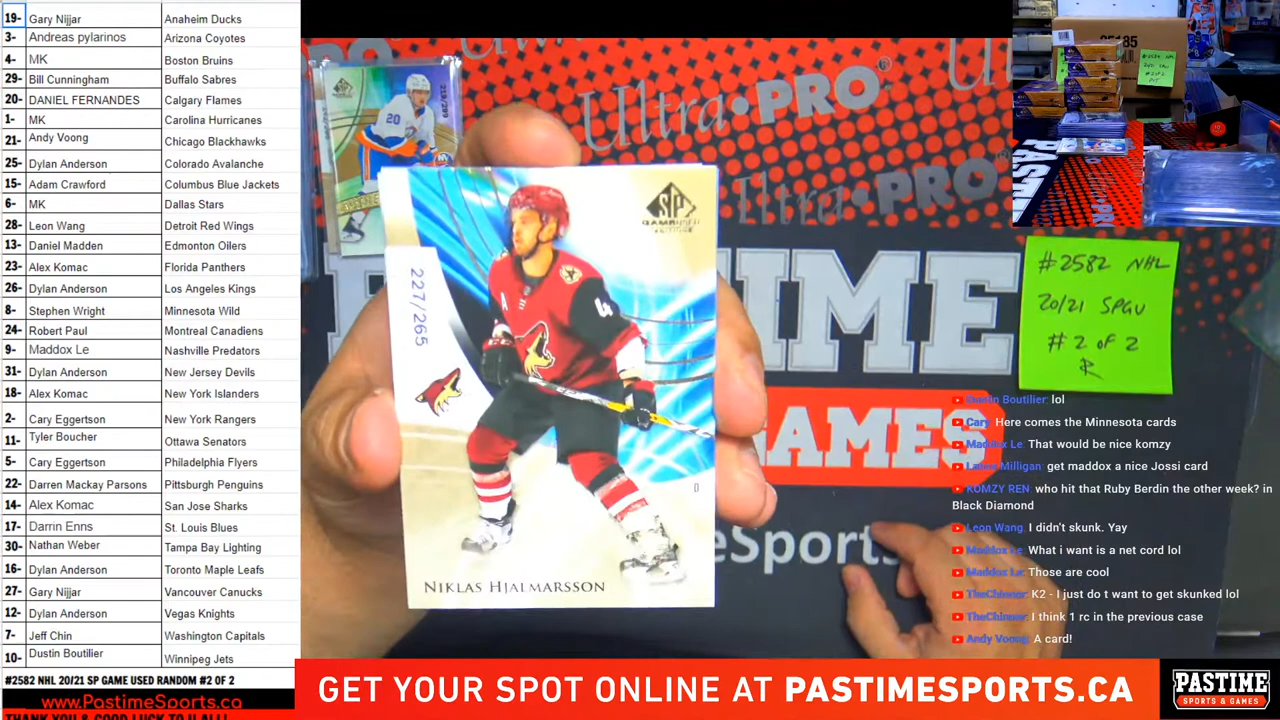 19- Gary Nijjar Anaheim Ducks
3- Andreas pylarinos Arizona Coyotes
4- MK Boston Bruins
29- Bill Cunningham Buffalo Sabres
20- DANIEL FERNANDES Calgary Flames
1- MK Carolina Hurricanes
21- Andy Voong Chicago Blackhawks
25- Dylan Anderson Colorado Avalanche
15- Adam Crawford Columbus Blue Jackets
6- MK Dallas Stars
28- Leon Wang Detroit Red Wings
13- Daniel Madden Edmonton Oilers
23- Alex Komac Florida Panthers
26- Dylan Anderson Los Angeles Kings
8- Stephen Wright Minnesota Wild
24- Robert Paul Montreal Canadiens
9- Maddox Le Nashville Predators
31- Dylan Anderson New Jersey Devils
18- Alex Komac New York Islanders
2- Cary Eggertson New York Rangers
11- Tyler Boucher Ottawa Senators
5- Cary Eggertson Philadelphia Flyers
22- Darren Mackay Parsons Pittsburgh Penguins
14- Alex Komac San Jose Sharks
17- Darrin Enns St. Louis Blues
30- Nathan Weber Tampa Bay Lighting
16- Dylan Anderson Toronto Maple Leafs
27- Gary Nijjar Vancouver Canucks
12- Dylan Anderson Vegas Knights
7- Jeff Chin Washington Capitals
10- Dustin Boutilier Winnipeg Jets
#2582 NHL 20/21 SP GAME USED RANDOM #2 OF 2
www.PastimeSports.ca
THANK YOU & GOOD LUCK TO U ALL!
Ultra•PRO®
Ultra•PRO
TIME
GAMES
eSports
20
SP
GAME USED
227/265
A
4
NIKLAS HJALMARSSON
#2582 NHL
20/21 SPGU
#2 of 2
R
Dustin Boutilier: lol
Cary: Here comes the Minnesota cards
Maddox Le: That would be nice komzy
Milligan: get maddox a nice Jossi card
KOMZY REN: who hit that Ruby Berdin the other week? in
Black Diamond
Leon Wang: I didn't skunk. Yay
Maddox Le: What i want is a net cord lol
Maddox Le: Those are cool
TheChinner: K2 - I just do t want to get skunked lol
TheChinner: I think 1 rc in the previous case
Andy Voong: A card!
GET YOUR SPOT ONLINE AT PASTIMESPORTS.CA
PASTIME
SPORTS & GAMES